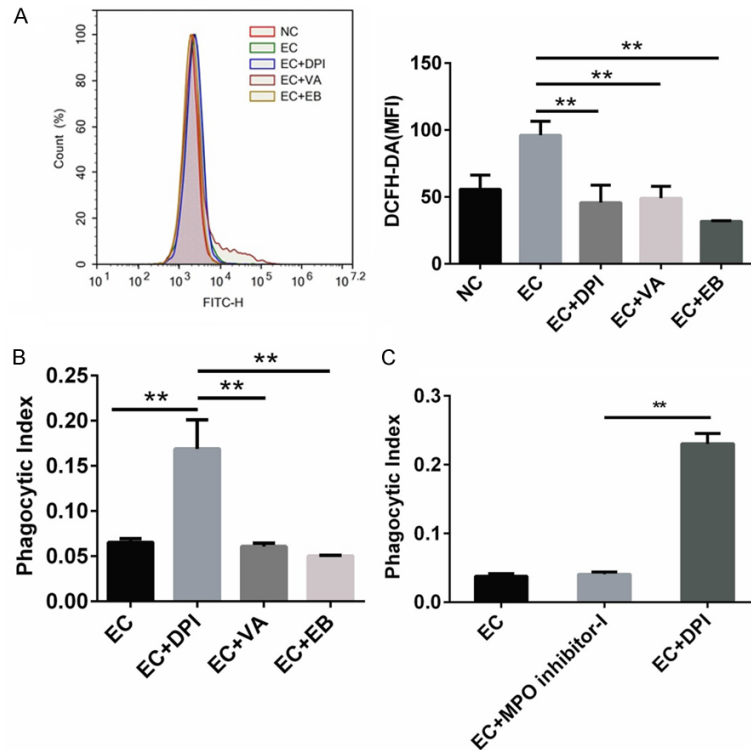 A
NC
EC
EC+DPI
EC+VA
EC+EB
Count (%)
100
80
60
40
20
0
10^1 10^2 10^3 10^4 10^5 10^6 10^7.2
FITC-H
DCFH-DA(MFI)
150
100
50
0
**
**
**
NC EC EC+DPI EC+VA EC+EB
B
Phagocytic Index
0.25
0.20
0.15
0.10
0.05
0.00
**
** **
EC EC+DPI EC+VA EC+EB
C
Phagocytic Index
0.3
0.2
0.1
0.0
**
EC EC+MPO inhibitor-I EC+DPI